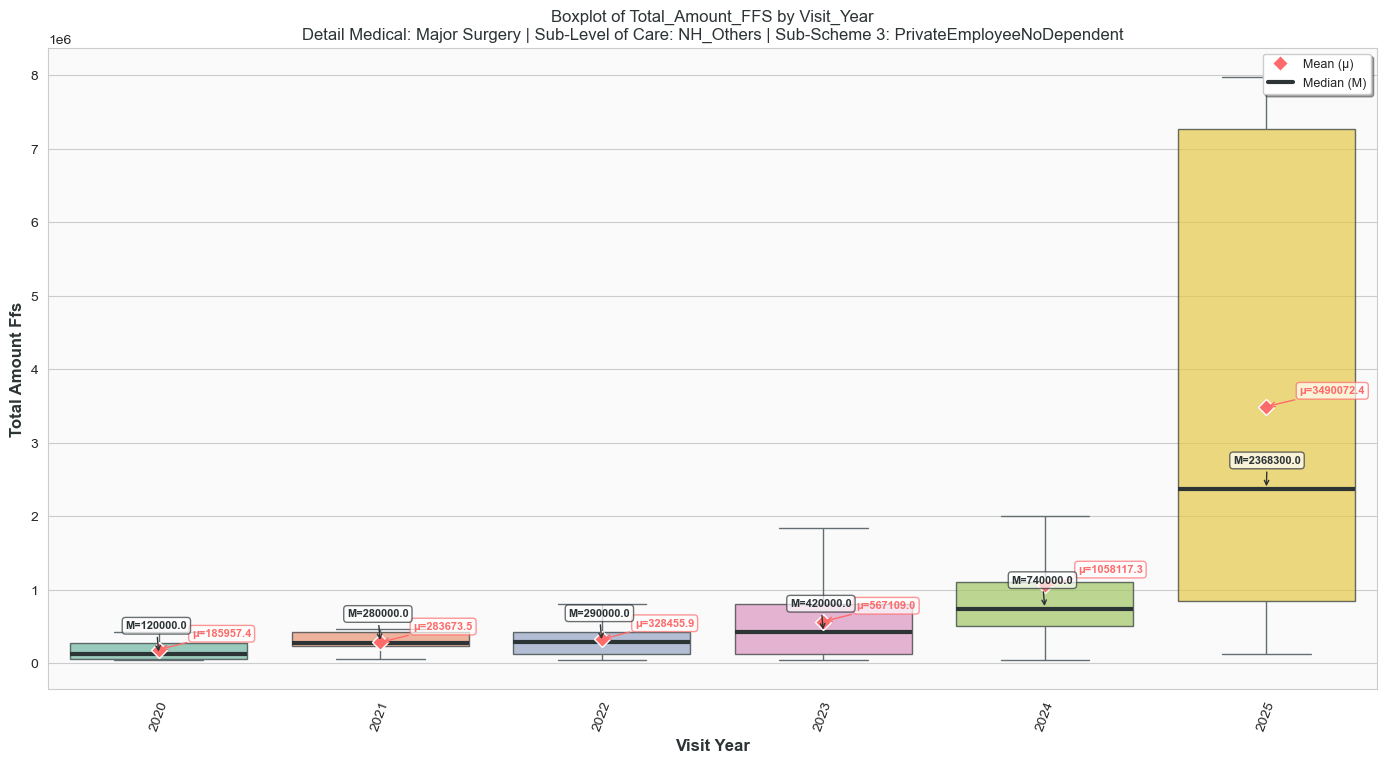 Boxplot of Total_Amount_FFS by Visit_Year
Detail Medical: Major Surgery | Sub-Level of Care: NH_Others | Sub-Scheme 3: PrivateEmployeeNoDependent
1e6
Mean (μ)
Median (M)
8
7
6
5
4
3
2
1
0
Total Amount Ffs
M=120000.0
μ=185957.4
M=280000.0
μ=283673.5
M=290000.0
μ=328455.9
M=420000.0
μ=567109.0
M=740000.0
μ=1058117.3
M=2368300.0
μ=3490072.4
2020
2021
2022
2023
2024
2025
Visit Year